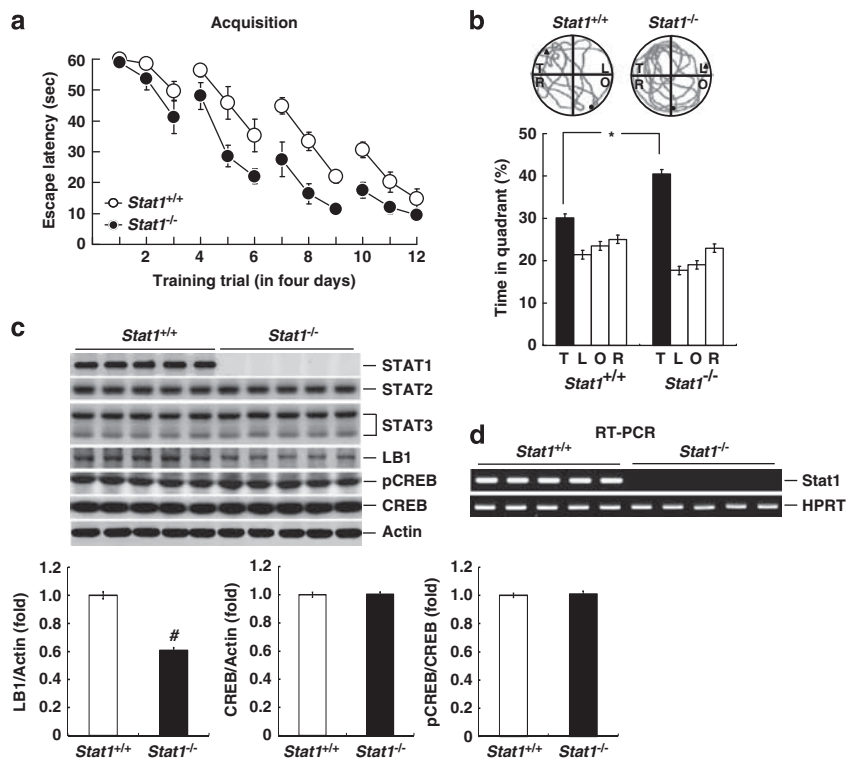 a
Acquisition
Escape latency (sec)
60
50
40
30
20
10
0
Stat1+/+
Stat1-/-
2 4 6 8 10 12
Training trial (in four days)
b
Stat1+/+ Stat1-/-
T L
R O
T L
R O
Time in quadrant (%)
50
40
30
20
10
0
*
T L O R T L O R
Stat1+/+ Stat1-/-
c
Stat1+/+ Stat1-/-
STAT1
STAT2
STAT3
LB1
pCREB
CREB
Actin
d
RT-PCR
Stat1+/+ Stat1-/-
Stat1
HPRT
LB1/Actin (fold)
1.2
1.0
0.8
0.6
0.4
0.2
0
#
Stat1+/+ Stat1-/-
CREB/Actin (fold)
1.2
1.0
0.8
0.6
0.4
0.2
0
Stat1+/+ Stat1-/-
pCREB/CREB (fold)
1.2
1.0
0.8
0.6
0.4
0.2
0
Stat1+/+ Stat1-/-